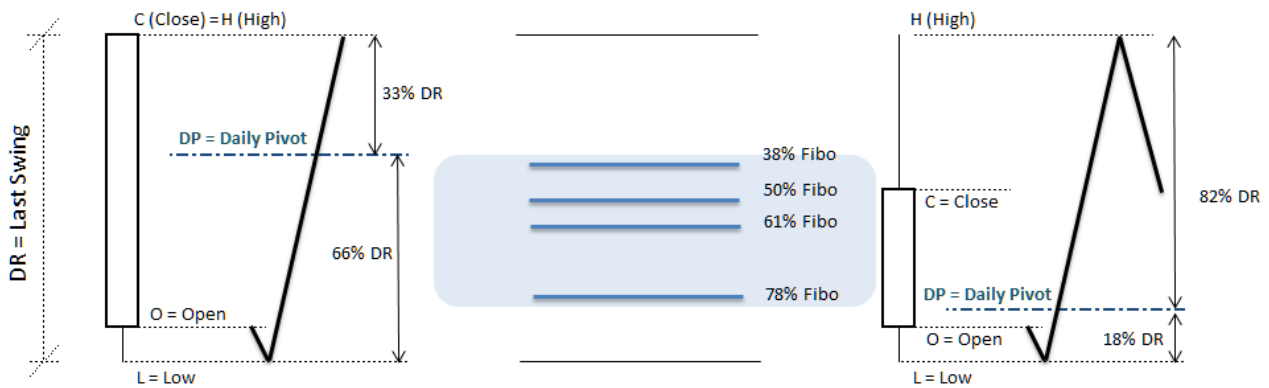 C (Close) = H (High)
33% DR
DP = Daily Pivot
DR = Last Swing
66% DR
O = Open
L = Low
38% Fibo
50% Fibo
61% Fibo
78% Fibo
H (High)
C = Close
82% DR
DP = Daily Pivot
O = Open
18% DR
L = Low